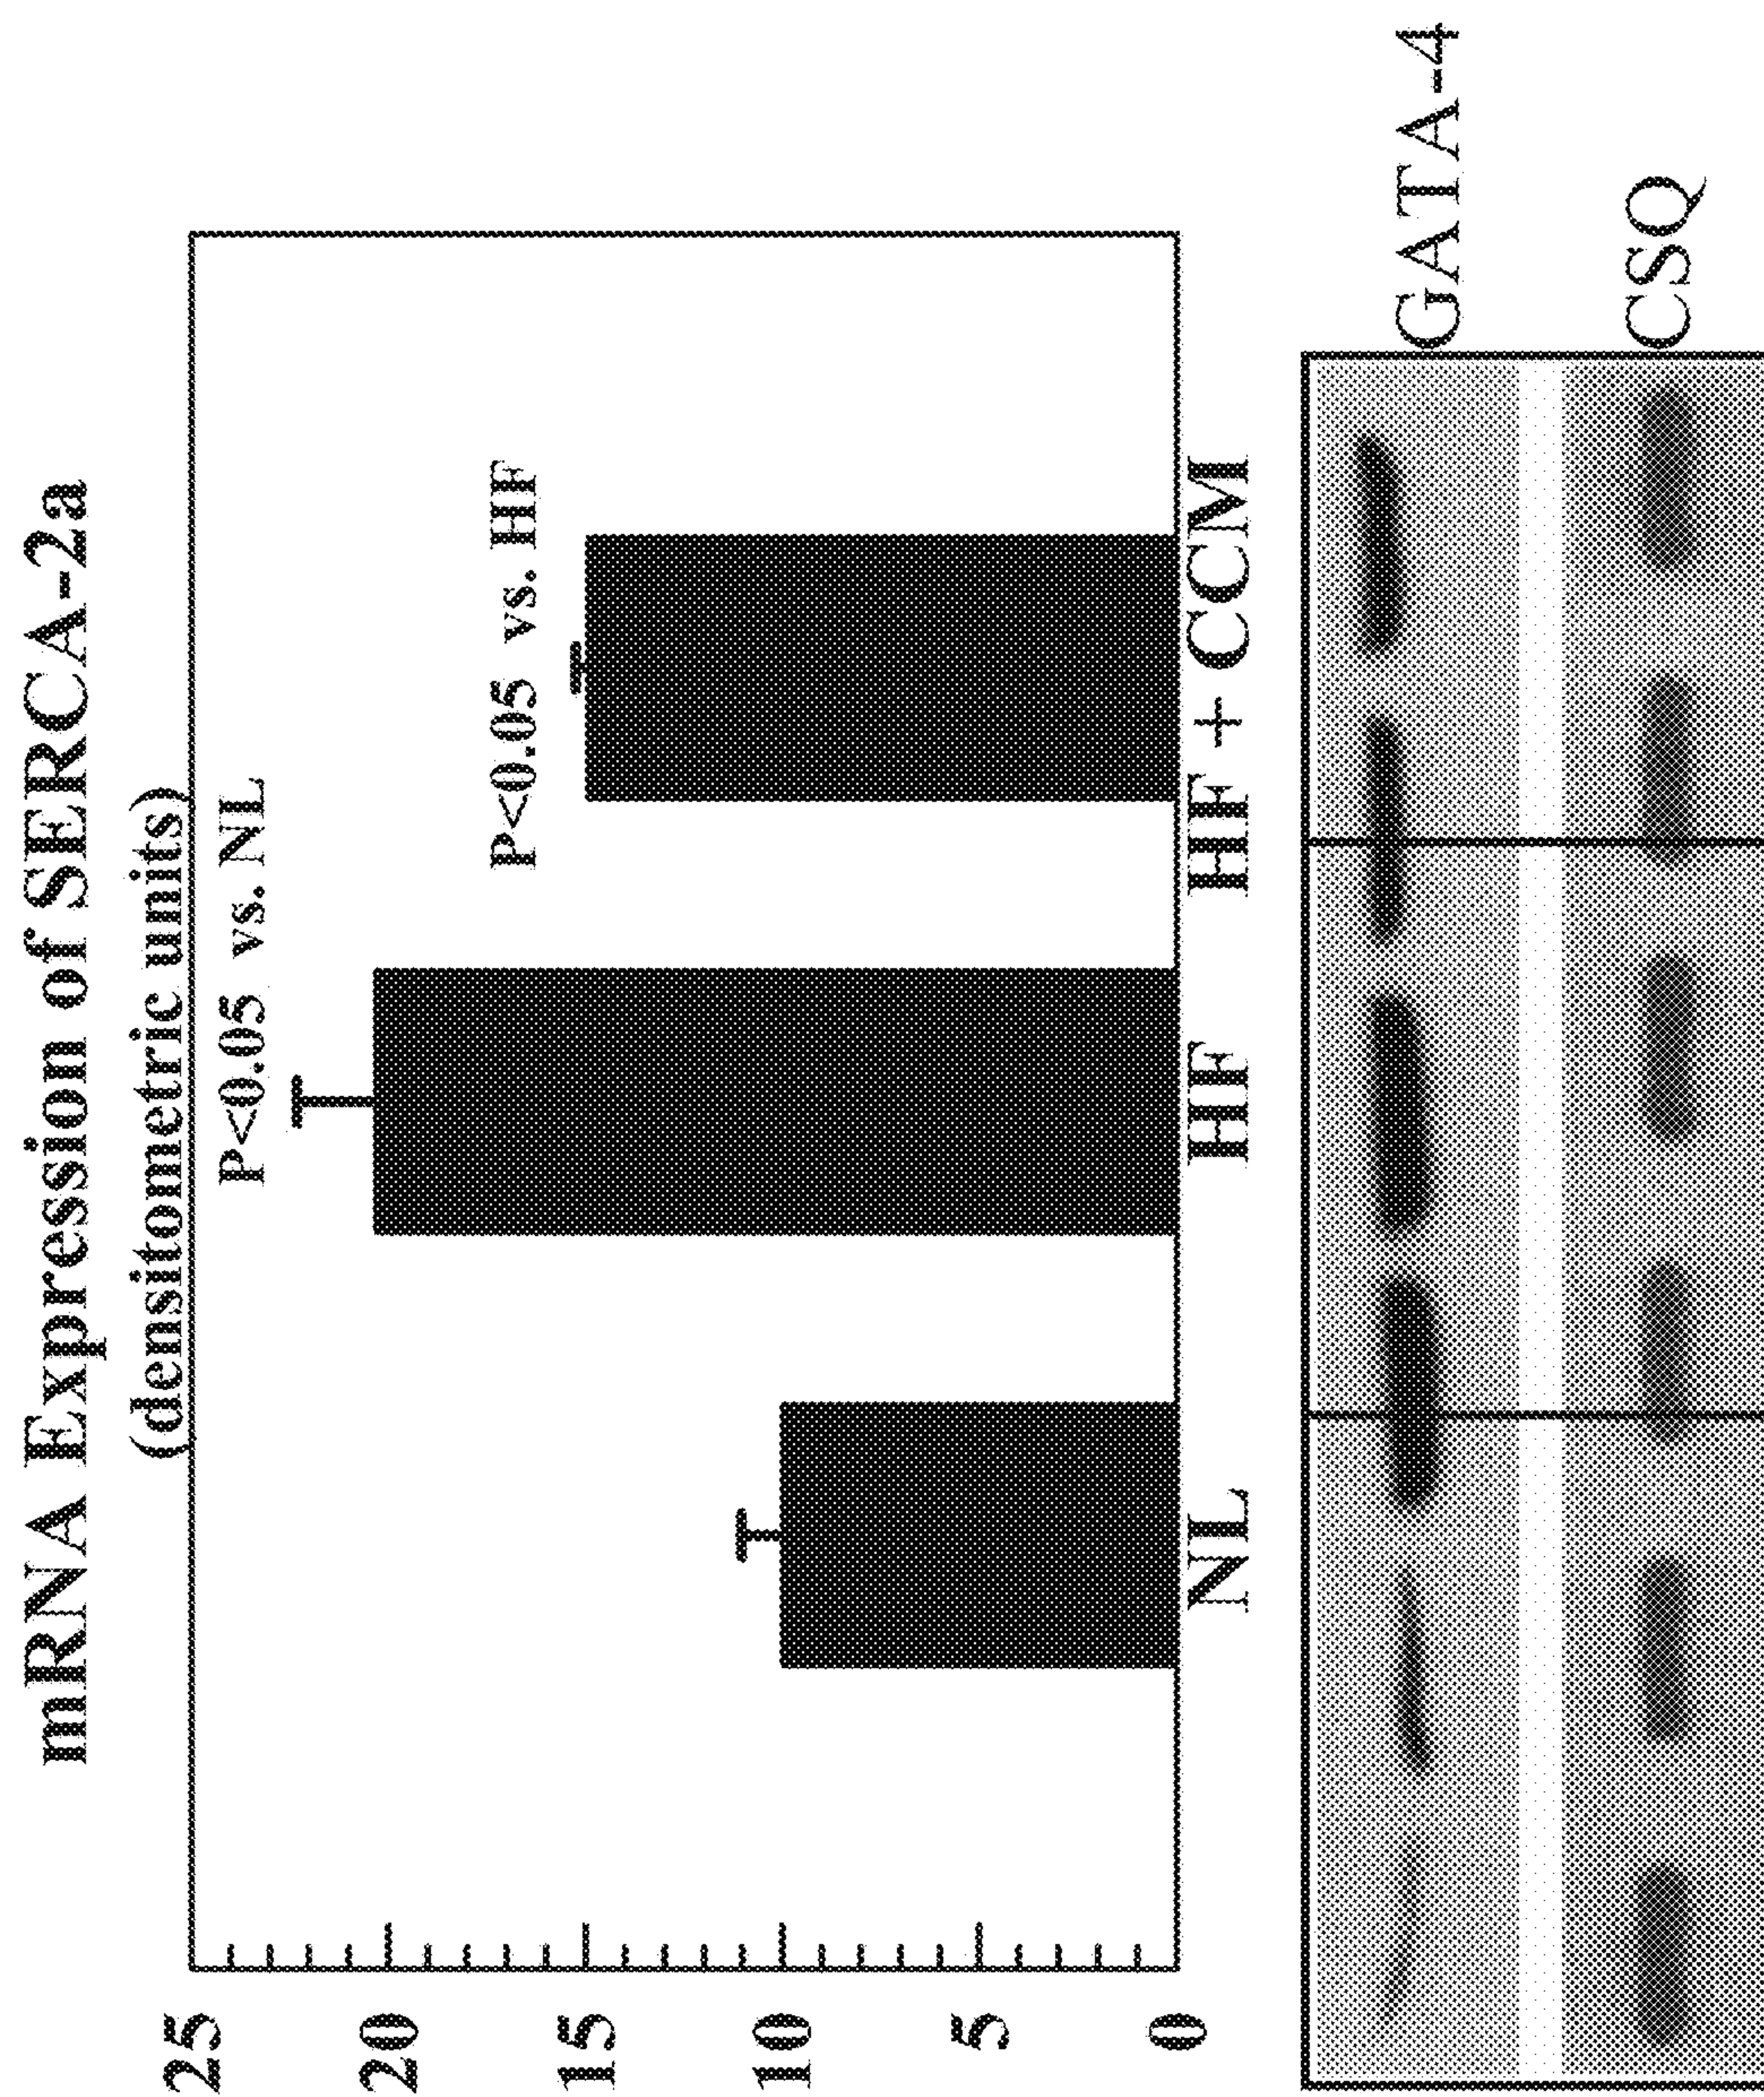 mRNA Expression of SERCA-2a
(densitometric units)
25
20
15
10
5
0
P<0.05 vs. NL
P<0.05 vs. HF
NL
HF
HF + CCM
GATA-4
CSQ